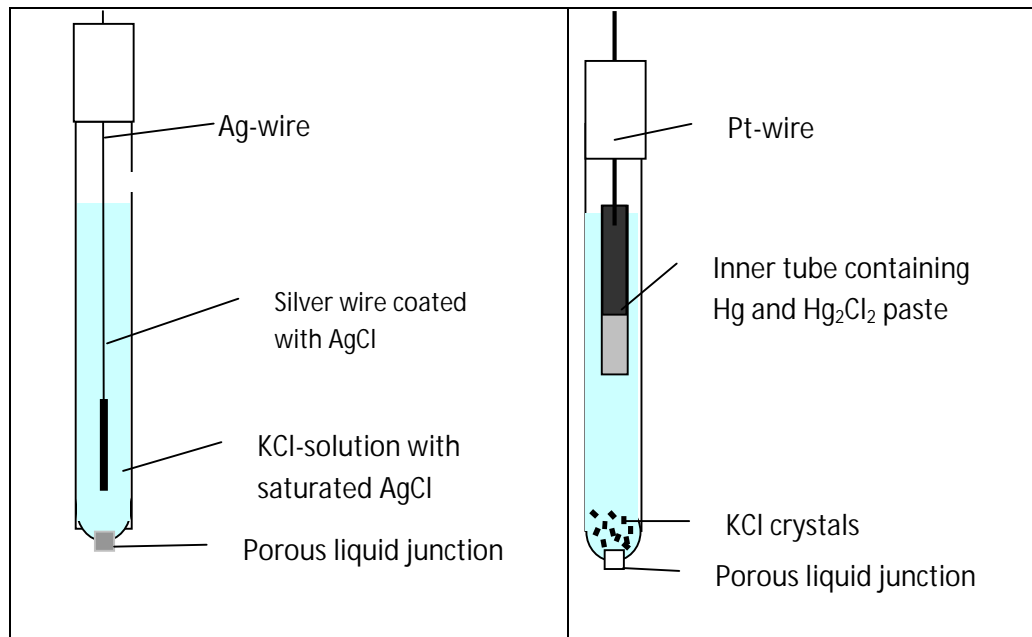 Ag-wire
Silver wire coated
with AgCl
KCl-solution with
saturated AgCl
Porous liquid junction
Pt-wire
Inner tube containing
Hg and Hg₂Cl₂ paste
KCl crystals
Porous liquid junction